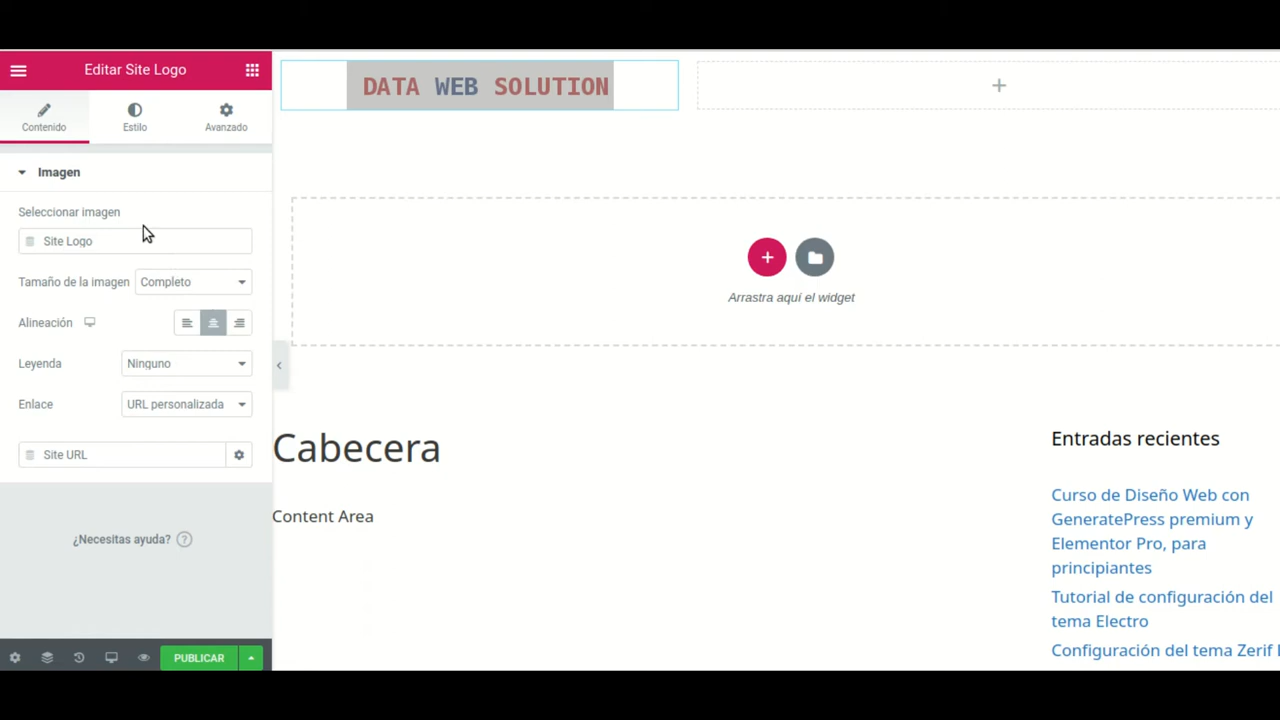 Editar Site Logo
Contenido
Estilo
Avanzado
Imagen
Seleccionar imagen
Site Logo
Tamaño de la imagen
Completo
Alineación
Leyenda
Ninguno
Enlace
URL personalizada
Site URL
¿Necesitas ayuda? ?
PUBLICAR
DATA WEB SOLUTION
Arrastra aquí el widget
Cabecera
Content Area
Entradas recientes
Curso de Diseño Web con
GeneratePress premium y
Elementor Pro, para
principiantes
Tutorial de configuración del
tema Electro
Configuración del tema Zerif